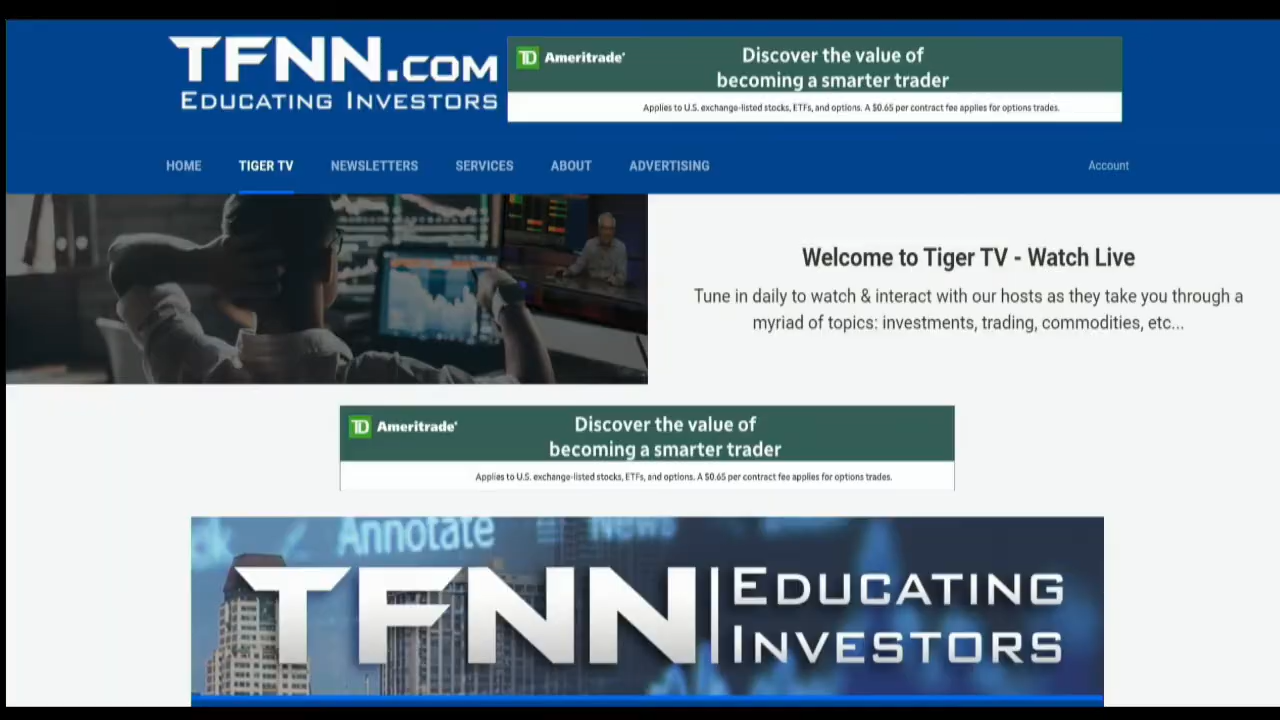 TFNN.COM
EDUCATING INVESTORS
TD Ameritrade
Discover the value of
becoming a smarter trader
Applies to U.S. exchange-listed stocks, ETFs, and options. A $0.65 per contract fee applies for options trades.
HOME TIGER TV NEWSLETTERS SERVICES ABOUT ADVERTISING Account
Welcome to Tiger TV - Watch Live
Tune in daily to watch & interact with our hosts as they take you through a
myriad of topics: investments, trading, commodities, etc...
TD Ameritrade
Discover the value of
becoming a smarter trader
Applies to U.S. exchange-listed stocks, ETFs, and options. A $0.65 per contract fee applies for options trades.
Annotate News
TFNN EDUCATING
INVESTORS